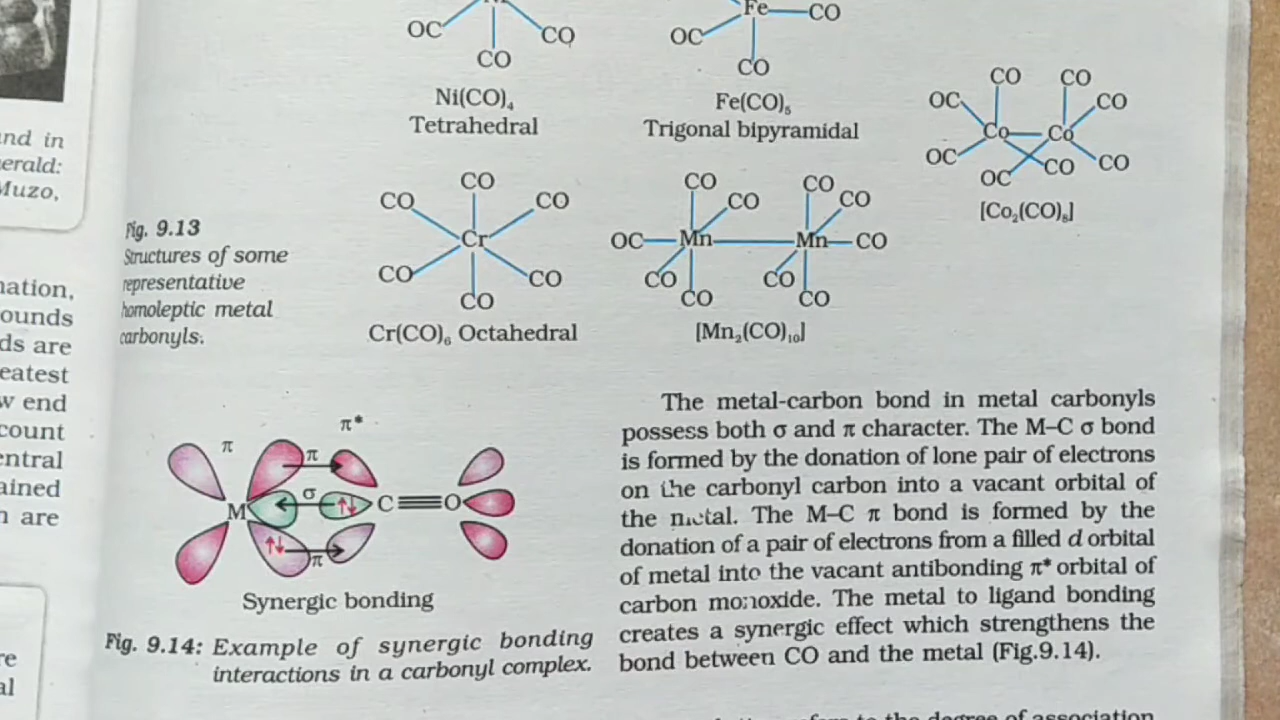 OC
CO
CO
Ni(CO)₄
Tetrahedral
Fe
CO
OC
CO
Fe(CO)₅
Trigonal bipyramidal
CO CO
OC CO
Co Co
OC CO CO
OC
[Co₂(CO)₈]
nd in
erald:
Muzo,
Fig. 9.13
Structures of some
representative
homoleptic metal
carbonyls.
CO
CO CO
Cr
CO CO
CO
Cr(CO)₆ Octahedral
CO CO
CO CO
OC Mn Mn CO
CO CO
CO CO
[Mn₂(CO)₁₀]
ation,
ounds
ds are
eatest
w end
count
entral
ained
are
π*
π π
M σ C O
π
Synergic bonding
Fig. 9.14: Example of synergic bonding
interactions in a carbonyl complex.
The metal-carbon bond in metal carbonyls
possess both σ and π character. The M–C σ bond
is formed by the donation of lone pair of electrons
on the carbonyl carbon into a vacant orbital of
the metal. The M–C π bond is formed by the
donation of a pair of electrons from a filled d orbital
of metal into the vacant antibonding π* orbital of
carbon monoxide. The metal to ligand bonding
creates a synergic effect which strengthens the
bond between CO and the metal (Fig.9.14).
re
al
refers to the degree of association